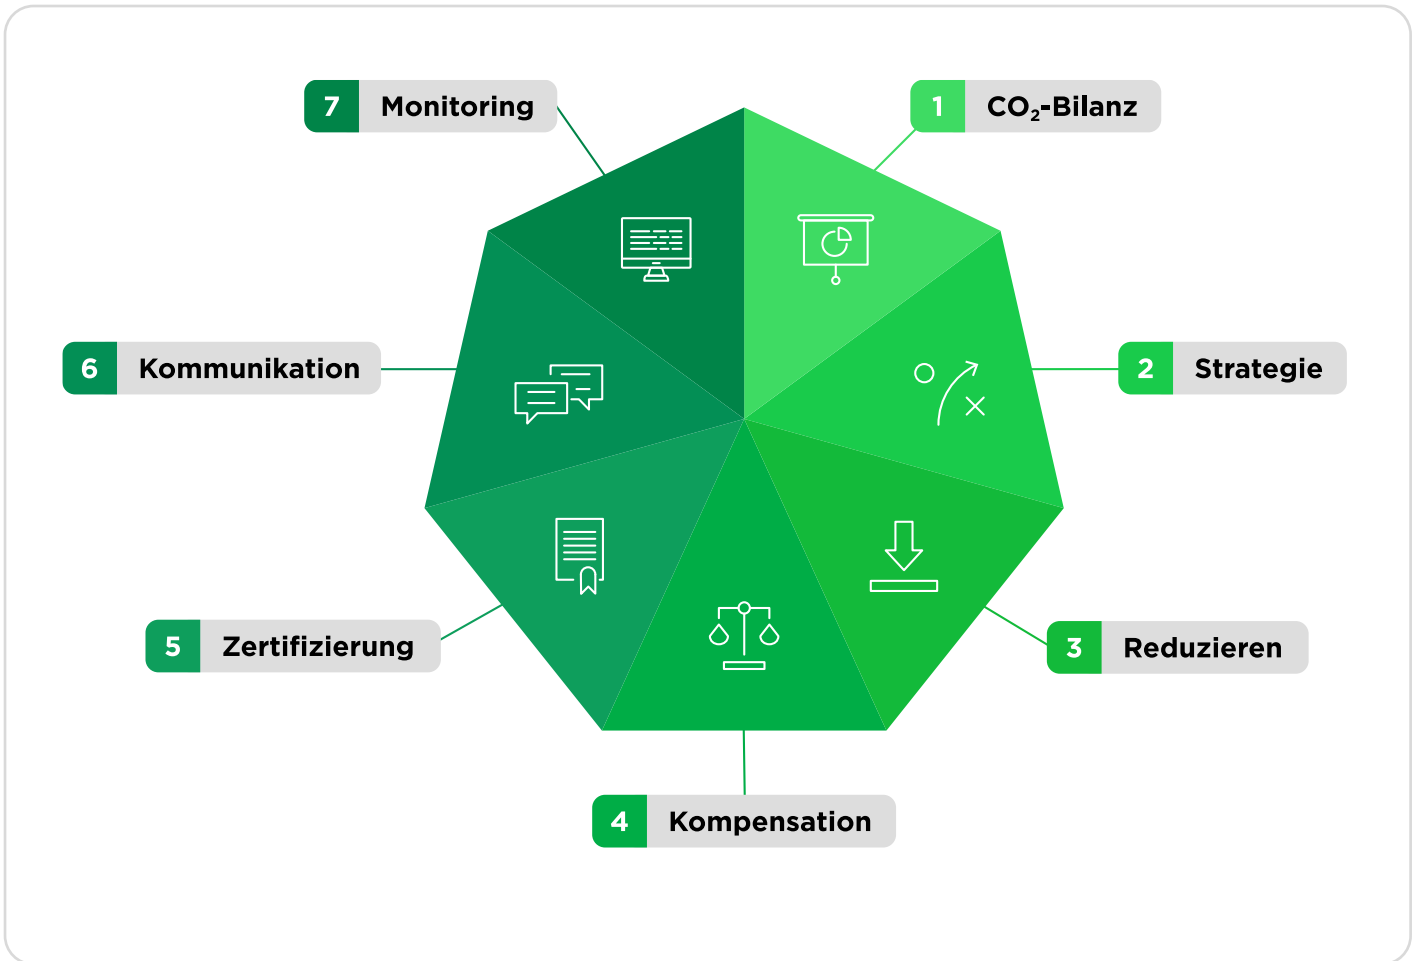 1 CO₂-Bilanz
2 Strategie
3 Reduzieren
4 Kompensation
5 Zertifizierung
6 Kommunikation
7 Monitoring